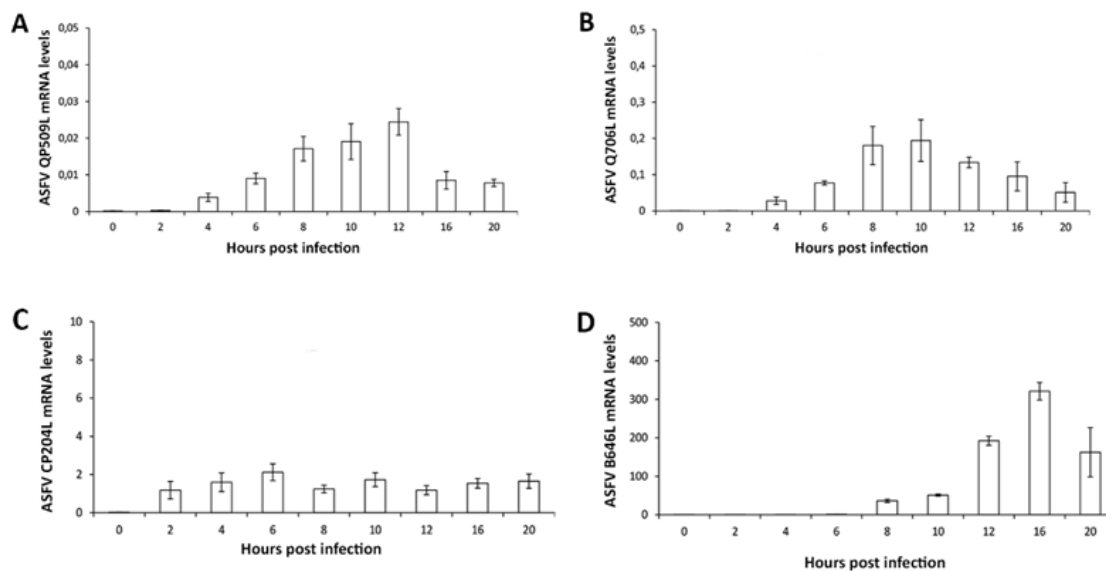 A
ASFV QP509L mRNA levels
0,05
0,04
0,03
0,02
0,01
0
0 2 4 6 8 10 12 16 20
Hours post infection
B
ASFV Q706L mRNA levels
0,5
0,4
0,3
0,2
0,1
0
0 2 4 6 8 10 12 16 20
Hours post infection
C
ASFV CP204L mRNA levels
10
8
6
4
2
0
0 2 4 6 8 10 12 16 20
Hours post infection
D
ASFV B646L mRNA levels
500
400
300
200
100
0
0 2 4 6 8 10 12 16 20
Hours post infection